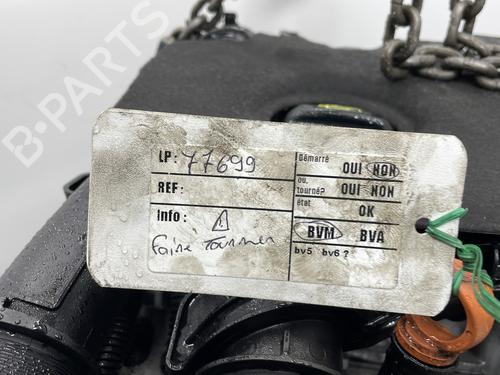 B-PARTS
LP: 77699
REF:
Info : ⚠
Faire Tourner
Démarré OUI NON
ou
tourné? OUI NON
état OK
BVM BVA
bv5 bv6 ?